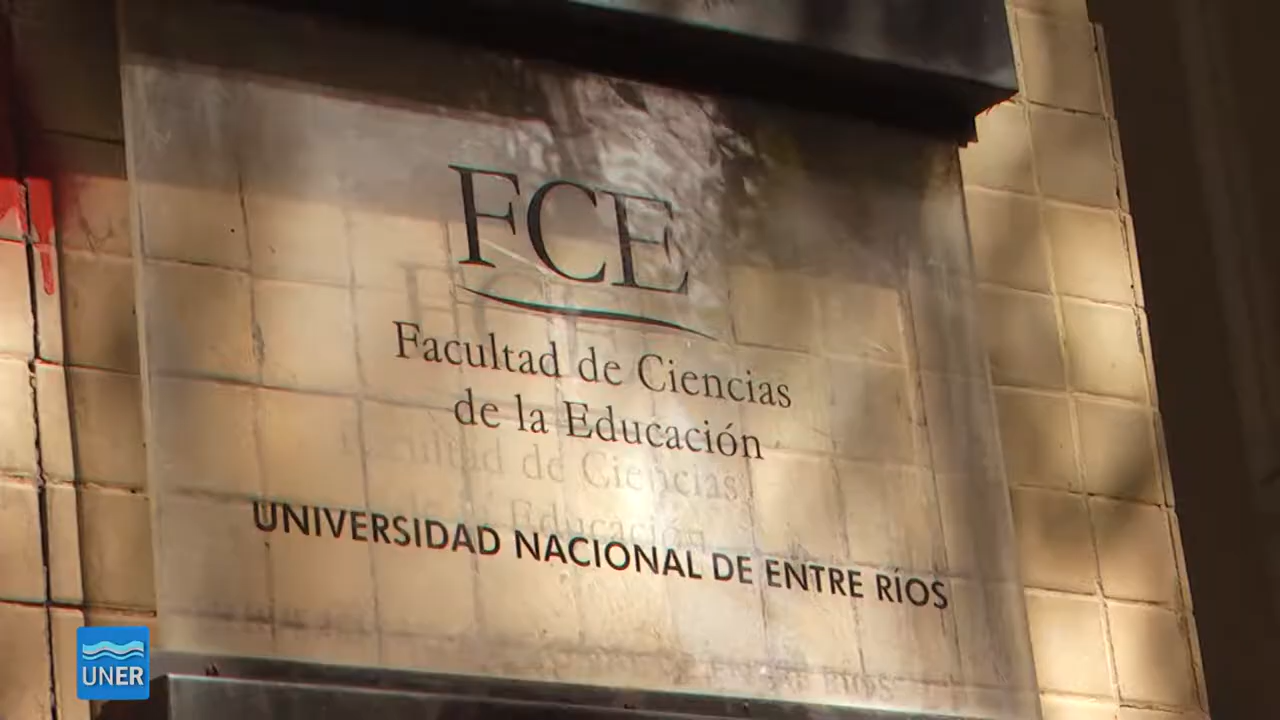 FCE
Facultad de Ciencias
de la Educación
UNIVERSIDAD NACIONAL DE ENTRE RÍOS
UNER